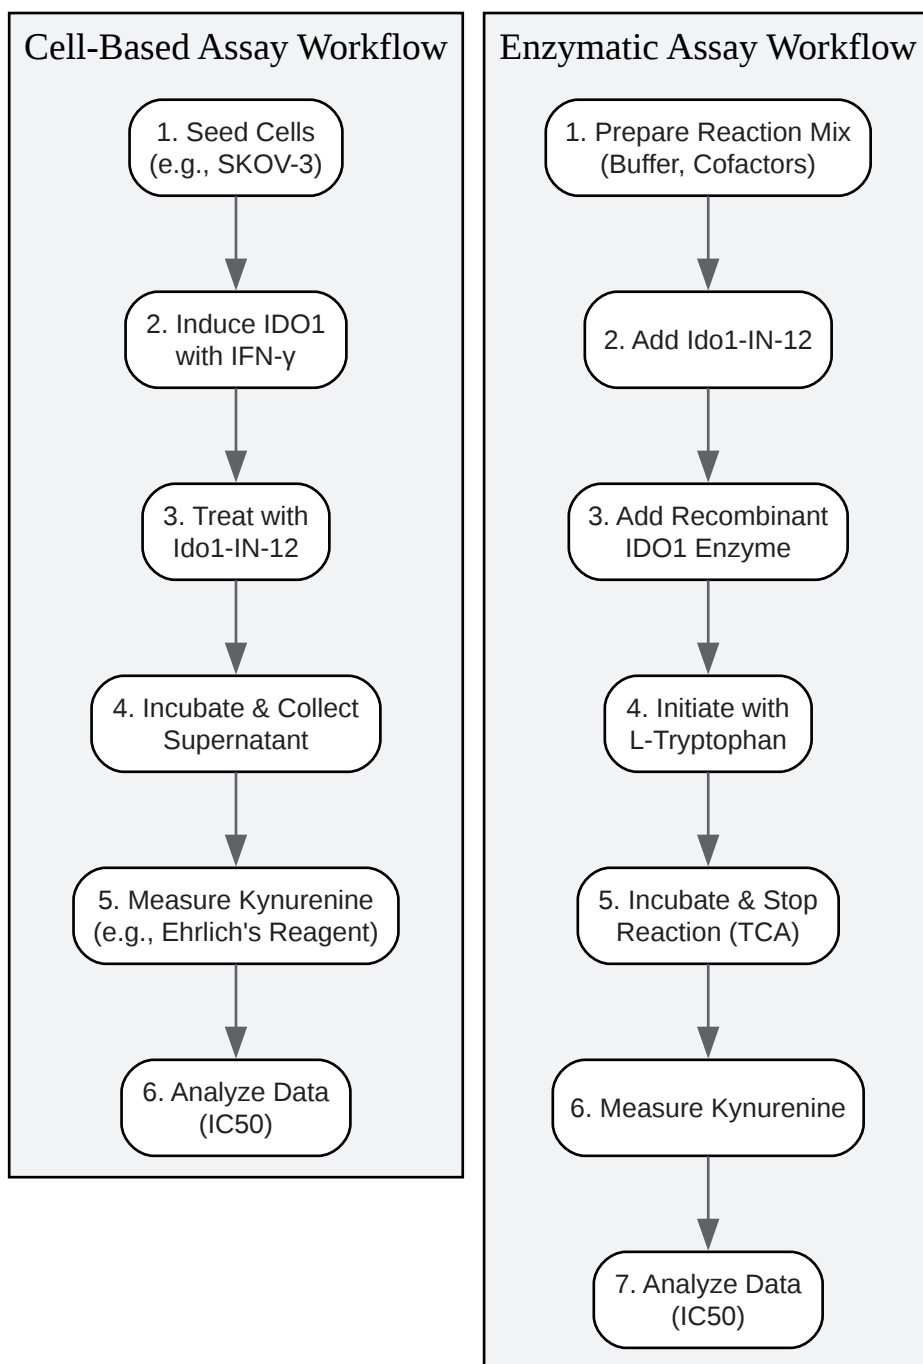 Cell-Based Assay Workflow
1. Seed Cells
(e.g., SKOV-3)
2. Induce IDO1
with IFN-γ
3. Treat with
Ido1-IN-12
4. Incubate & Collect
Supernatant
5. Measure Kynurenine
(e.g., Ehrlich's Reagent)
6. Analyze Data
(IC50)
Enzymatic Assay Workflow
1. Prepare Reaction Mix
(Buffer, Cofactors)
2. Add Ido1-IN-12
3. Add Recombinant
IDO1 Enzyme
4. Initiate with
L-Tryptophan
5. Incubate & Stop
Reaction (TCA)
6. Measure Kynurenine
7. Analyze Data
(IC50)